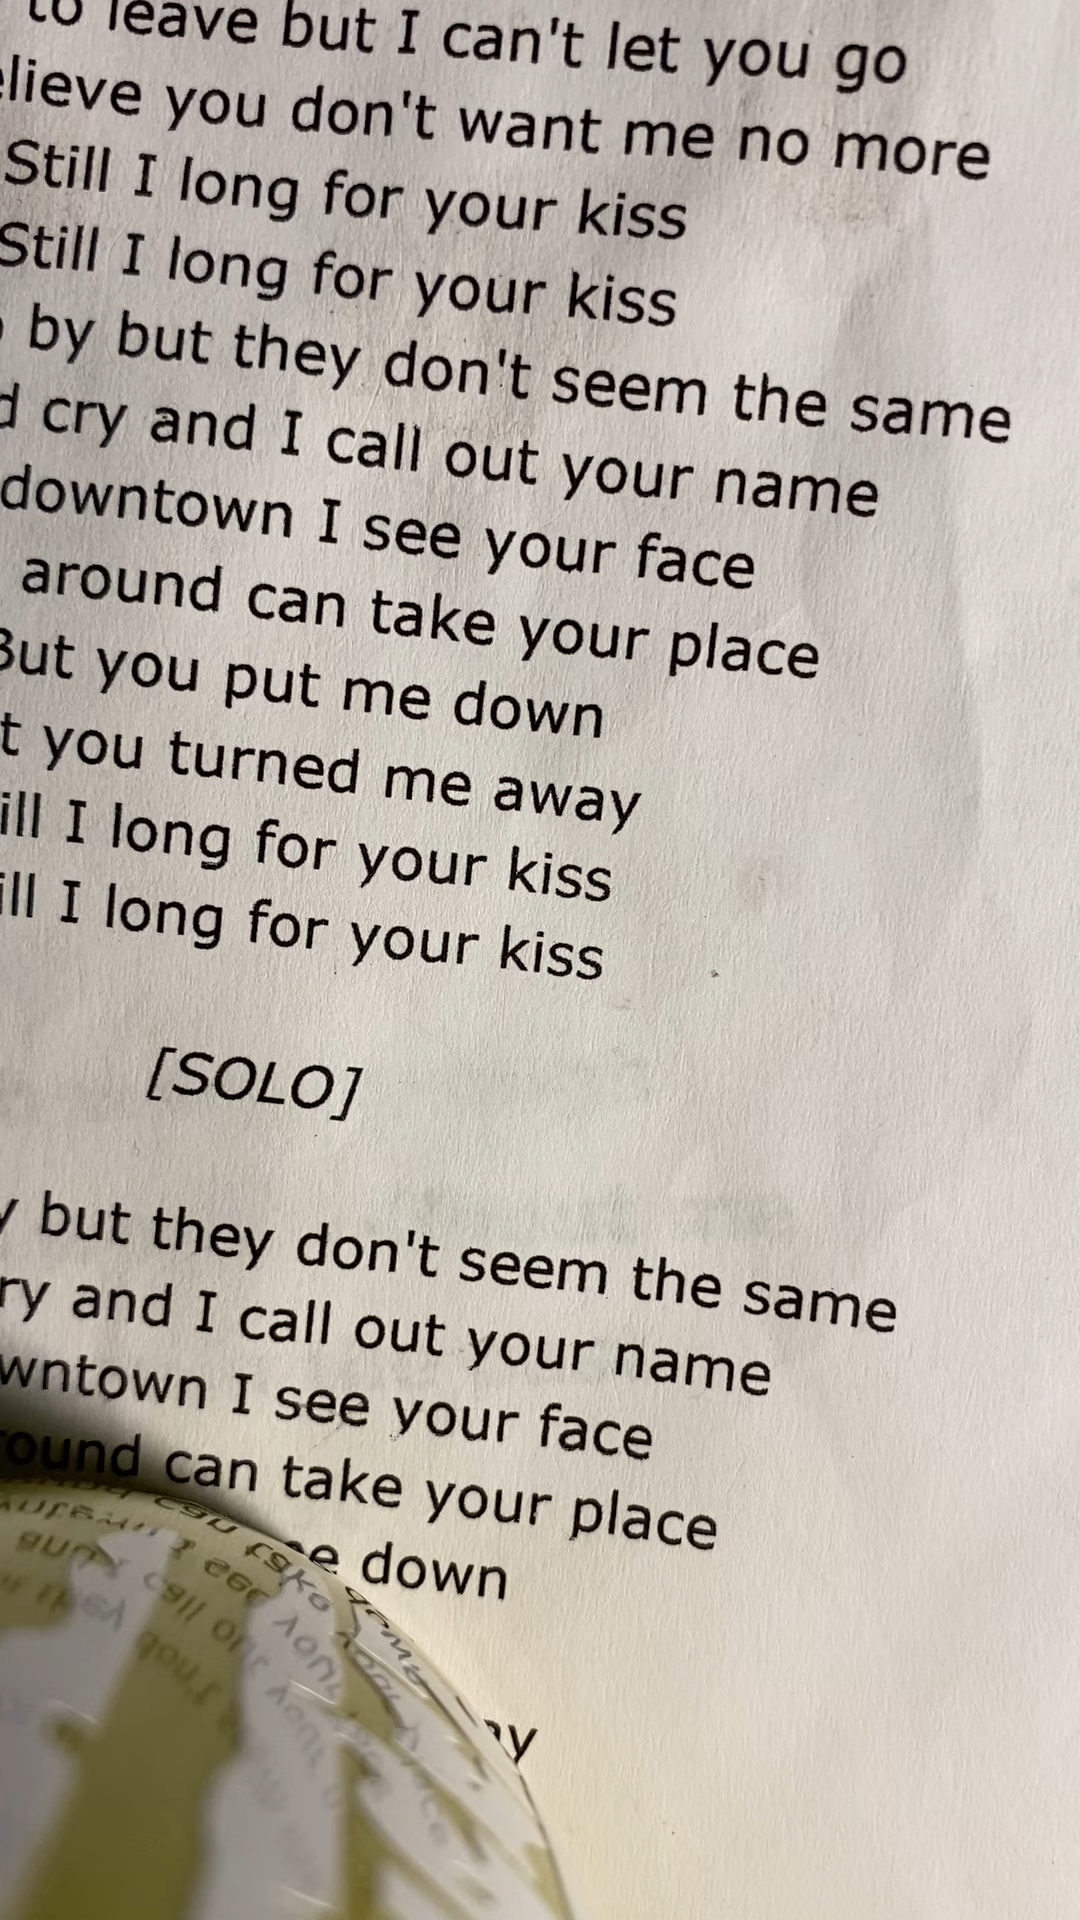 to leave but I can't let you go
elieve you don't want me no more
Still I long for your kiss
Still I long for your kiss
by but they don't seem the same
d cry and I call out your name
downtown I see your face
around can take your place
But you put me down
t you turned me away
ill I long for your kiss
ill I long for your kiss
[SOLO]
y but they don't seem the same
ry and I call out your name
wntown I see your face
round can take your place
e down
ay